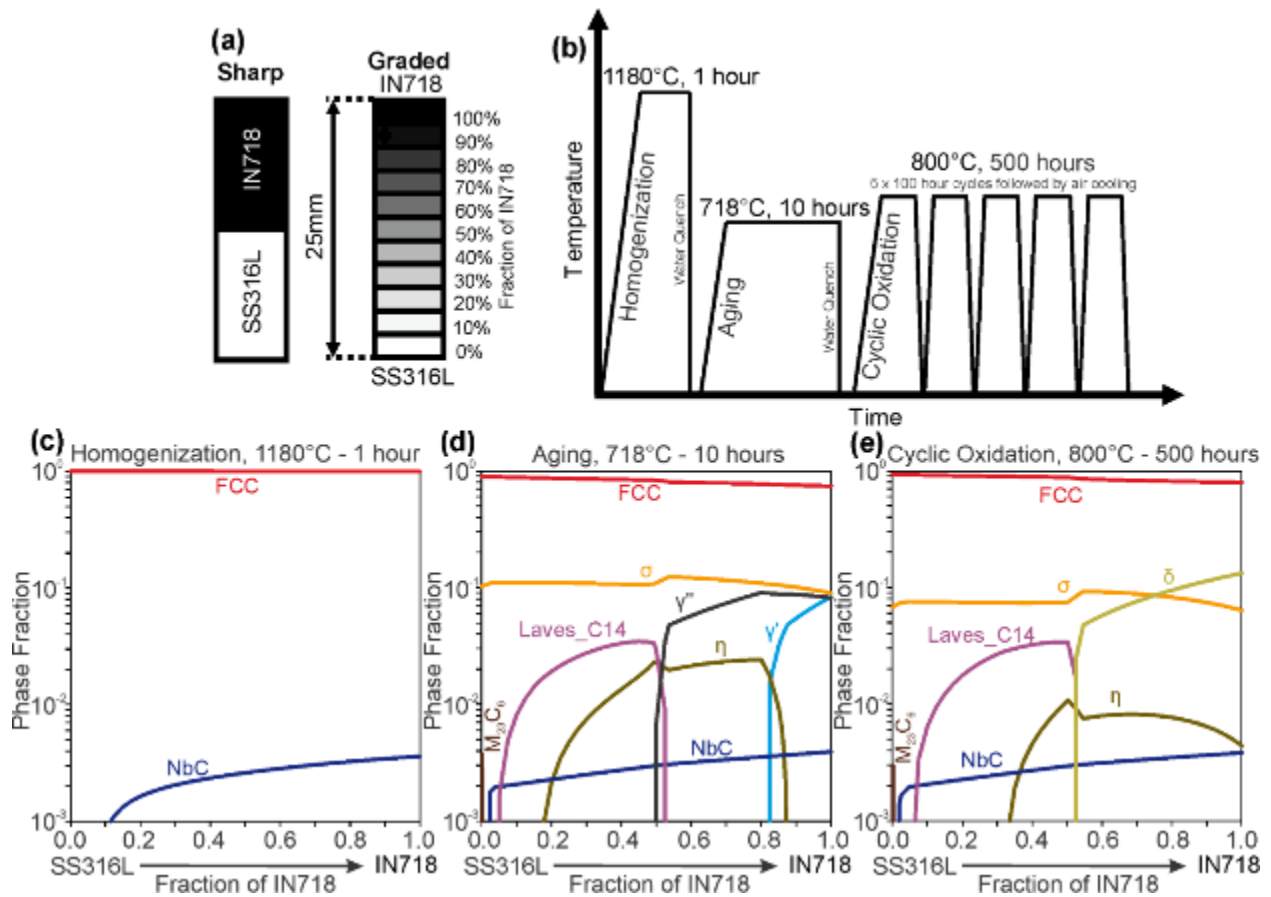 (a)
Sharp
IN718
SS316L
25mm
Graded
IN718
100%
90%
80%
70%
60%
50%
40%
30%
20%
10%
0%
Fraction of IN718
SS316L
(b)
Temperature
1180°C, 1 hour
Homogenization
Water Quench
718°C, 10 hours
Aging
Water Quench
800°C, 500 hours
5 x 100 hour cycles followed by air cooling
Cyclic Oxidation
Time
(c)
Homogenization, 1180°C - 1 hour
Phase Fraction
10⁰
10⁻¹
10⁻²
10⁻³
FCC
NbC
0.0 0.2 0.4 0.6 0.8 1.0
SS316L IN718
Fraction of IN718
(d)
Aging, 718°C - 10 hours
Phase Fraction
10⁰
10⁻¹
10⁻²
10⁻³
FCC
σ
γ"
Laves_C14
γ'
η
M₂₃C₆
NbC
0.0 0.2 0.4 0.6 0.8 1.0
SS316L IN718
Fraction of IN718
(e)
Cyclic Oxidation, 800°C - 500 hours
Phase Fraction
10⁰
10⁻¹
10⁻²
10⁻³
FCC
δ
σ
Laves_C14
η
M₂₃C₆
NbC
0.0 0.2 0.4 0.6 0.8 1.0
SS316L IN718
Fraction of IN718